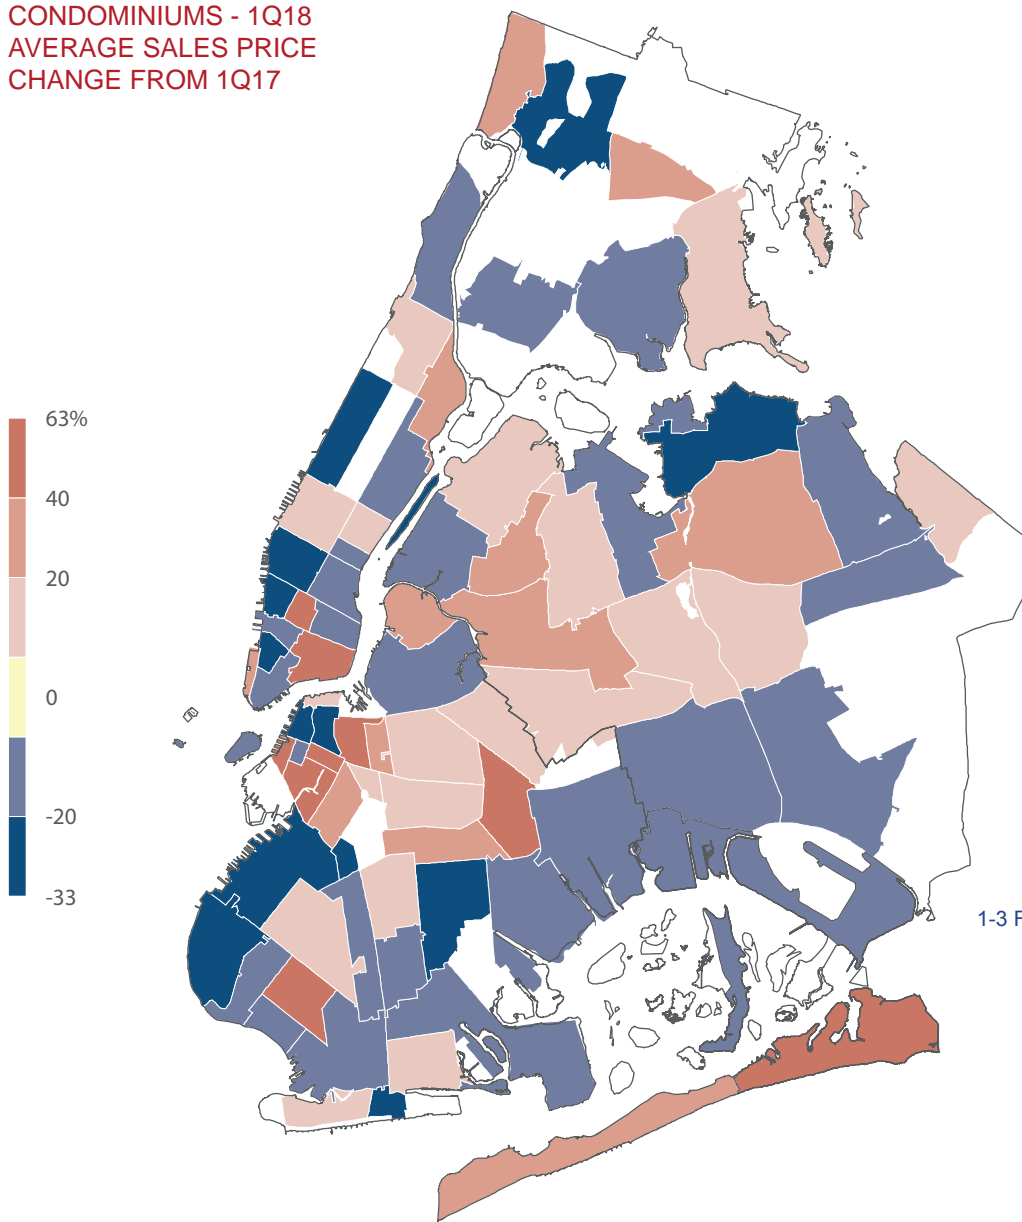 CONDOMINIUMS - 1Q18
AVERAGE SALES PRICE
CHANGE FROM 1Q17
63%
40
20
0
-20
-33
1-3 F